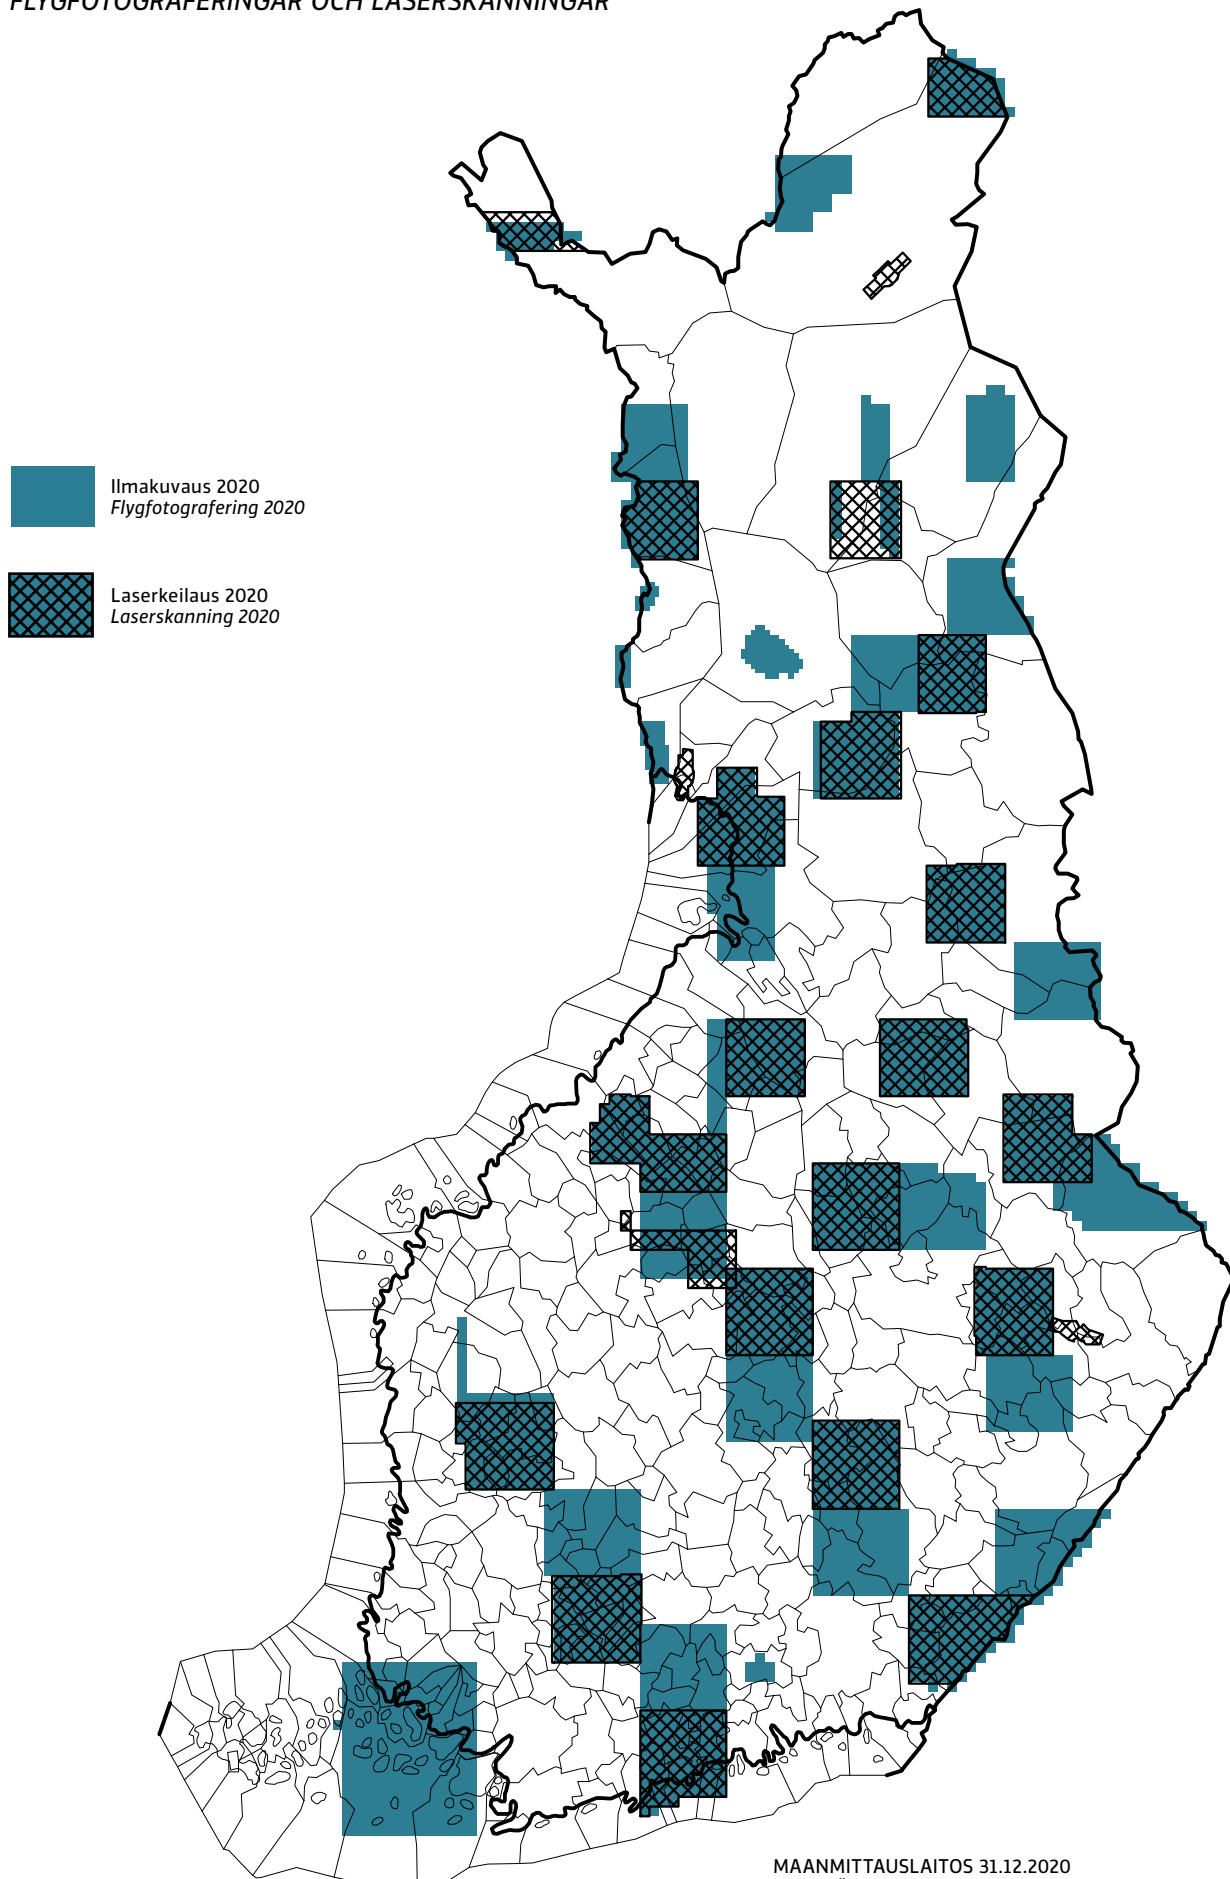 FLYGFOTOGRAFERINGAR OCH LASERSKANNINGAR
Ilmakuvaus 2020
Flygfotografering 2020
Laserkeilaus 2020
Laserskanning 2020
MAANMITTAUSLAITOS 31.12.2020